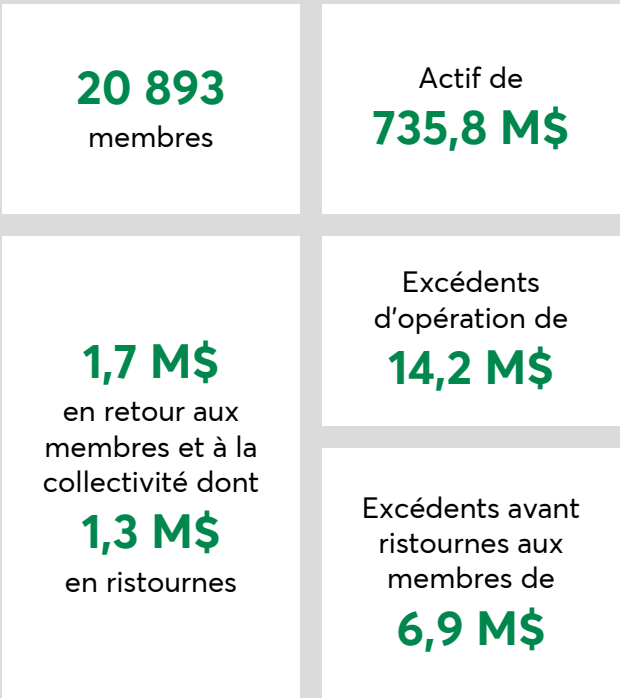 20 893
membres
Actif de
735,8 M$
1,7 M$
en retour aux
membres et à la
collectivité dont
1,3 M$
en ristournes
Excédents
d’opération de
14,2 M$
Excédents avant
ristournes aux
membres de
6,9 M$